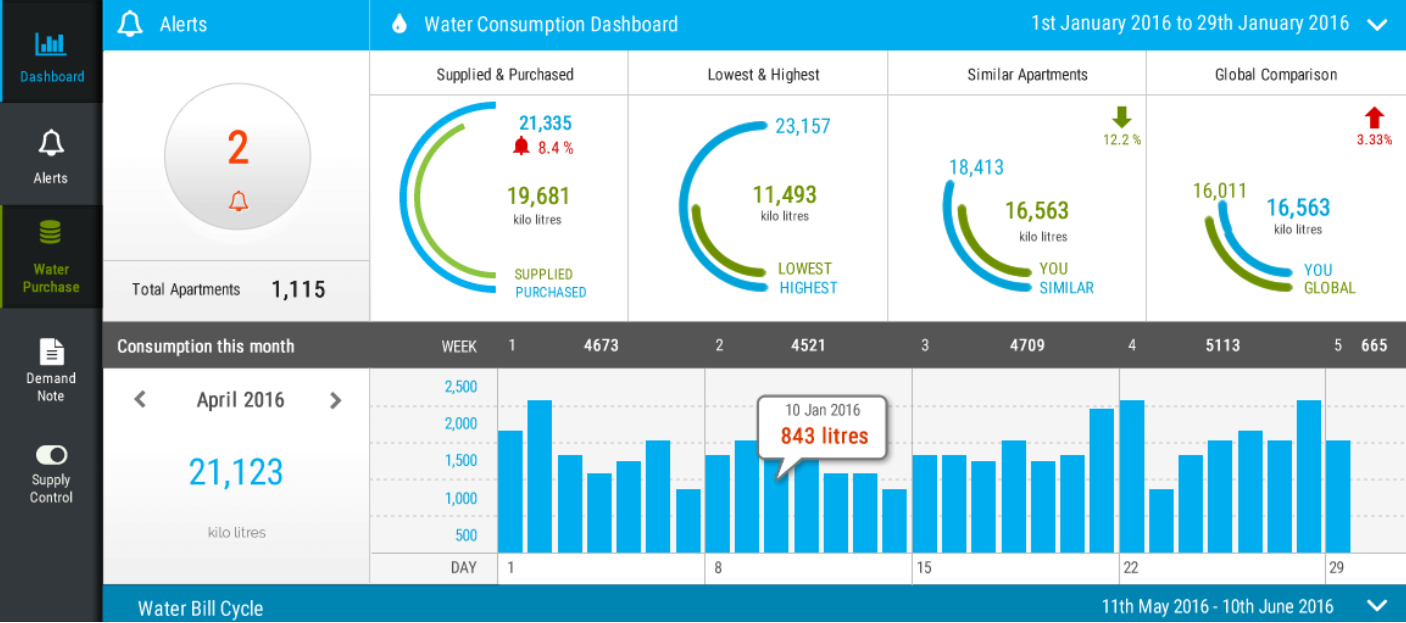 Dashboard
Alerts
Water
Purchase
Demand
Note
Supply
Control
Alerts
2
Total Apartments 1,115
Water Consumption Dashboard
1st January 2016 to 29th January 2016
Supplied & Purchased
21,335
8.4 %
19,681
kilo litres
SUPPLIED
PURCHASED
Lowest & Highest
23,157
11,493
kilo litres
LOWEST
HIGHEST
Similar Apartments
12.2 %
18,413
16,563
kilo litres
YOU
SIMILAR
Global Comparison
3.33%
16,011
16,563
kilo litres
YOU
GLOBAL
Consumption this month
WEEK 1 4673 2 4521 3 4709 4 5113 5 665
April 2016
21,123
kilo litres
2,500
2,000
1,500
1,000
500
10 Jan 2016
843 litres
DAY 1 8 15 22 29
Water Bill Cycle
11th May 2016 - 10th June 2016